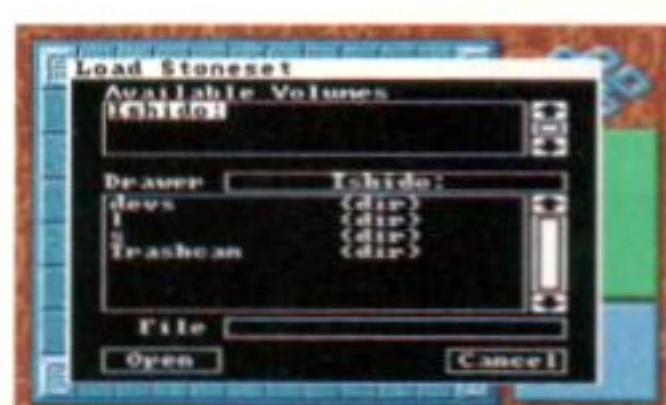 Load Stoneset
Available Volumes
Ishido:
Drawer Ishido:
devs (dir)
l (dir)
s (dir)
Trashcan (dir)
File
Open Cancel